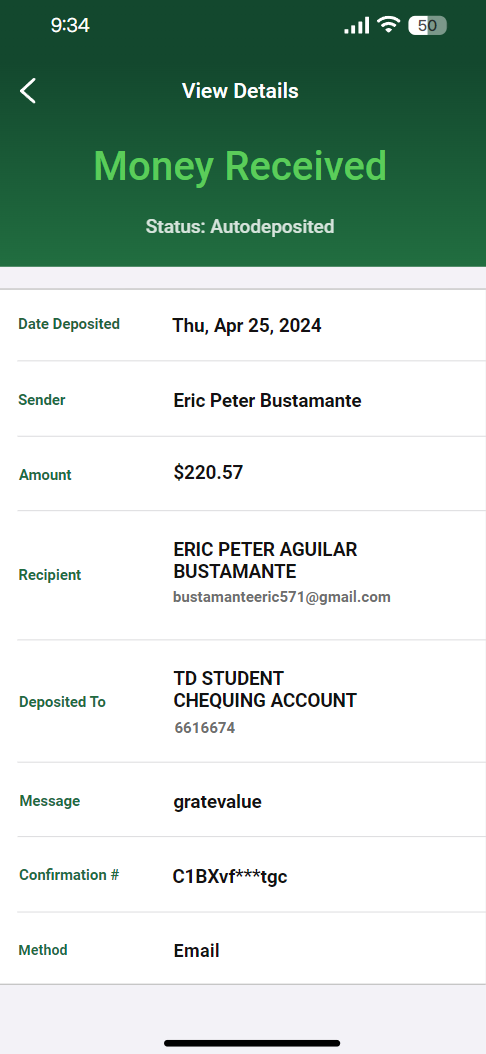 9:34
50
View Details
Money Received
Status: Autodeposited
Date Deposited
Thu, Apr 25, 2024
Sender
Eric Peter Bustamante
Amount
$220.57
Recipient
ERIC PETER AGUILAR
BUSTAMANTE
bustamanteeric571@gmail.com
Deposited To
TD STUDENT
CHEQUING ACCOUNT
6616674
Message
gratevalue
Confirmation #
C1BXvf***tgc
Method
Email